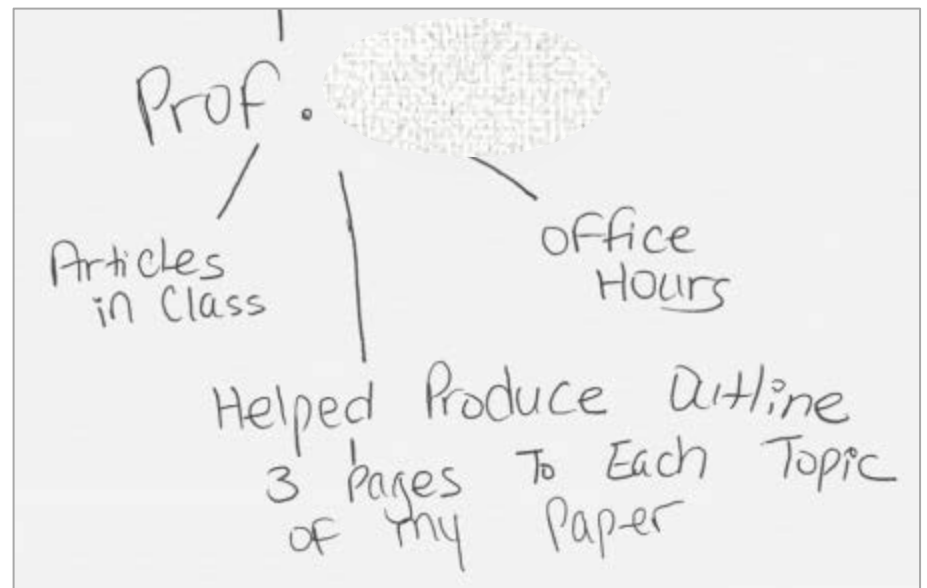 Prof.
Articles
in Class
Office
Hours
Helped Produce Outline
3 Pages To Each Topic
of my Paper